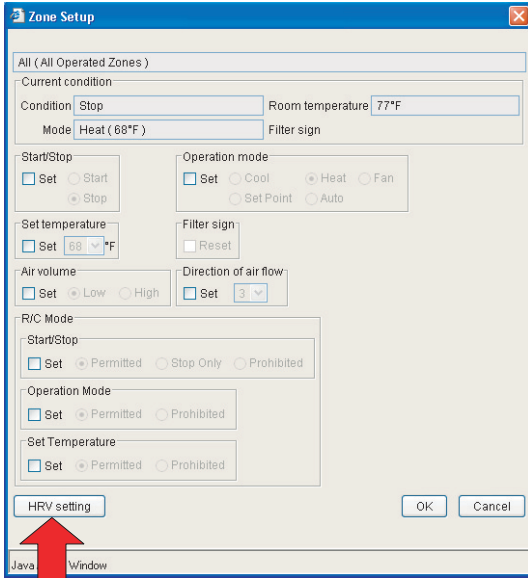 Zone Setup
All ( All Operated Zones )
Current condition
Condition Stop Room temperature 77°F
Mode Heat ( 68°F ) Filter sign
Start/Stop Operation mode
Set Start Set Cool Heat Fan
Stop Set Point Auto
Set temperature Filter sign
Set 68 °F Reset
Air volume Direction of air flow
Set Low High Set 3
R/C Mode
Start/Stop
Set Permitted Stop Only Prohibited
Operation Mode
Set Permitted Prohibited
Set Temperature
Set Permitted Prohibited
HRV setting OK Cancel
Java Window